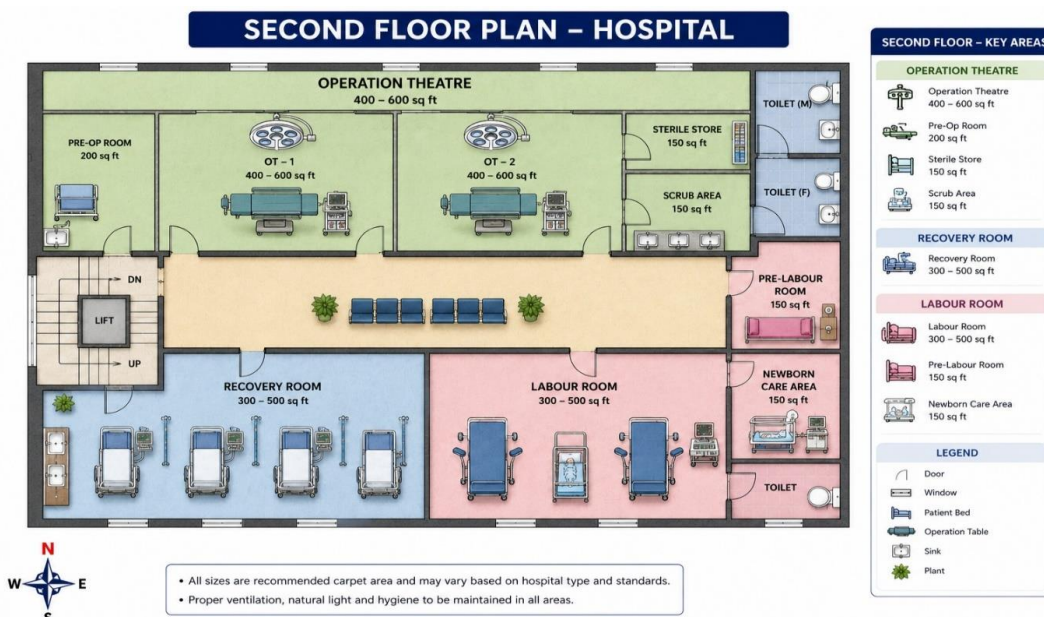 SECOND FLOOR PLAN – HOSPITAL
OPERATION THEATRE
400 – 600 sq ft
PRE-OP ROOM
200 sq ft
OT – 1
400 – 600 sq ft
OT – 2
400 – 600 sq ft
STERILE STORE
150 sq ft
SCRUB AREA
150 sq ft
TOILET (M)
TOILET (F)
DN
LIFT
UP
PRE-LABOUR
ROOM
150 sq ft
RECOVERY ROOM
300 – 500 sq ft
LABOUR ROOM
300 – 500 sq ft
NEWBORN
CARE AREA
150 sq ft
TOILET
N
W
E
S
• All sizes are recommended carpet area and may vary based on hospital type and standards.
• Proper ventilation, natural light and hygiene to be maintained in all areas.
SECOND FLOOR – KEY AREAS
OPERATION THEATRE
Operation Theatre
400 – 600 sq ft
Pre-Op Room
200 sq ft
Sterile Store
150 sq ft
Scrub Area
150 sq ft
RECOVERY ROOM
Recovery Room
300 – 500 sq ft
LABOUR ROOM
Labour Room
300 – 500 sq ft
Pre-Labour Room
150 sq ft
Newborn Care Area
150 sq ft
LEGEND
Door
Window
Patient Bed
Operation Table
Sink
Plant